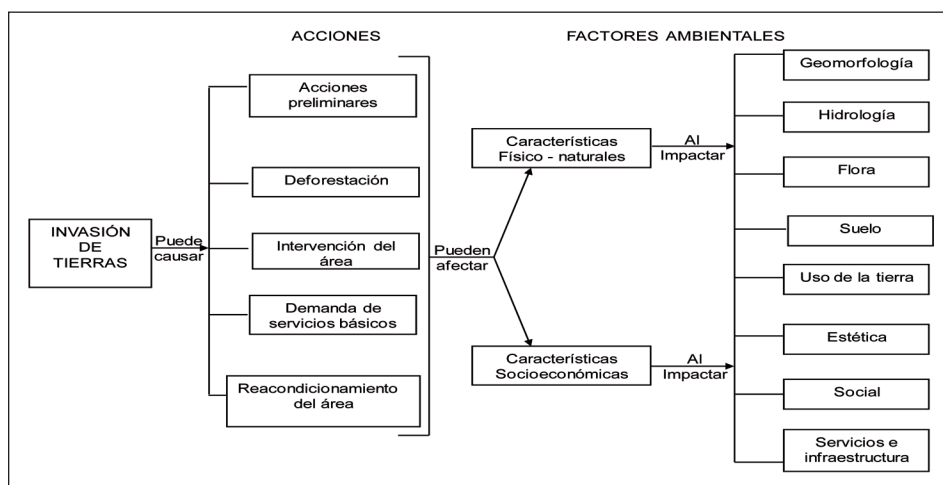 ACCIONES
FACTORES AMBIENTALES
INVASIÓN
DE
TIERRAS
Puede
causar
Acciones
preliminares
Deforestación
Intervención del
área
Demanda de
servicios básicos
Reacondicionamiento
del área
Pueden
afectar
Características
Físico - naturales
Características
Socioeconómicas
Al
Impactar
Al
Impactar
Geomorfología
Hidrología
Flora
Suelo
Uso de la tierra
Estética
Social
Servicios e
infraestructura